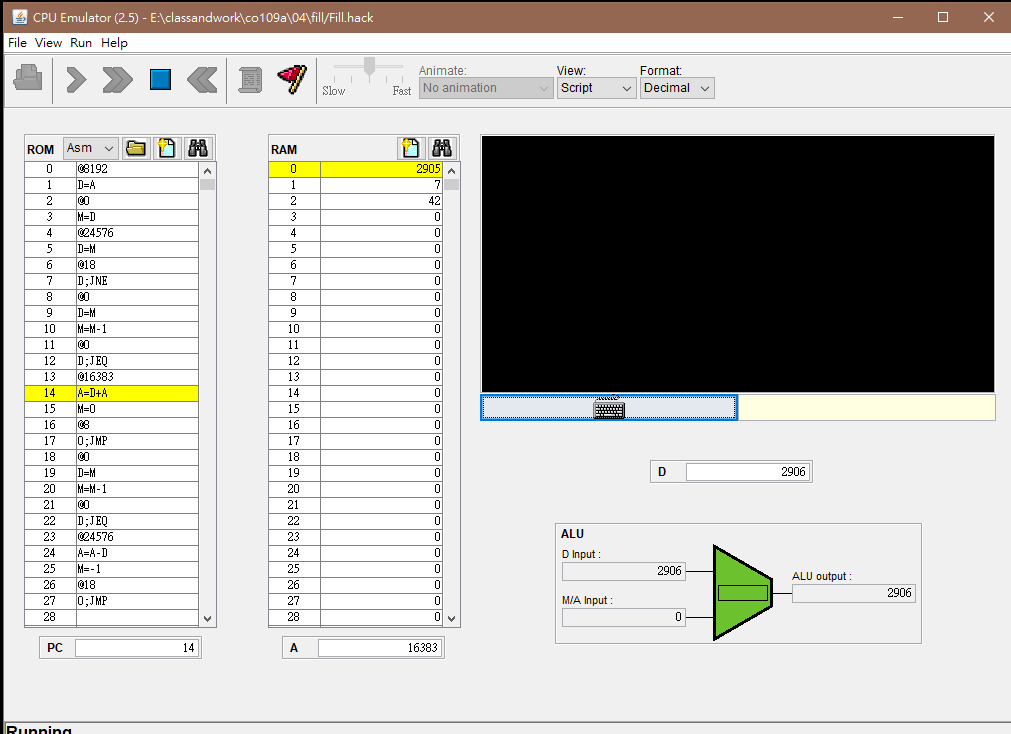 CPU Emulator (2.5) - E:\classandwork\co109a\04\fill/Fill.hack
File View Run Help
Slow Fast
Animate:
No animation
View:
Script
Format:
Decimal
ROM Asm
0 @8192
1 D=A
2 @0
3 M=D
4 @24576
5 D=M
6 @18
7 D;JNE
8 @0
9 D=M
10 M=M-1
11 @0
12 D;JEQ
13 @16383
14 A=D+A
15 M=0
16 @8
17 0;JMP
18 @0
19 D=M
20 M=M-1
21 @0
22 D;JEQ
23 @24576
24 A=A-D
25 M=-1
26 @18
27 0;JMP
28
PC 14
RAM
0 2905
1 7
2 42
3 0
4 0
5 0
6 0
7 0
8 0
9 0
10 0
11 0
12 0
13 0
14 0
15 0
16 0
17 0
18 0
19 0
20 0
21 0
22 0
23 0
24 0
25 0
26 0
27 0
28 0
A 16383
D 2906
ALU
D Input :
2906
M/A Input :
0
ALU output :
2906
Running